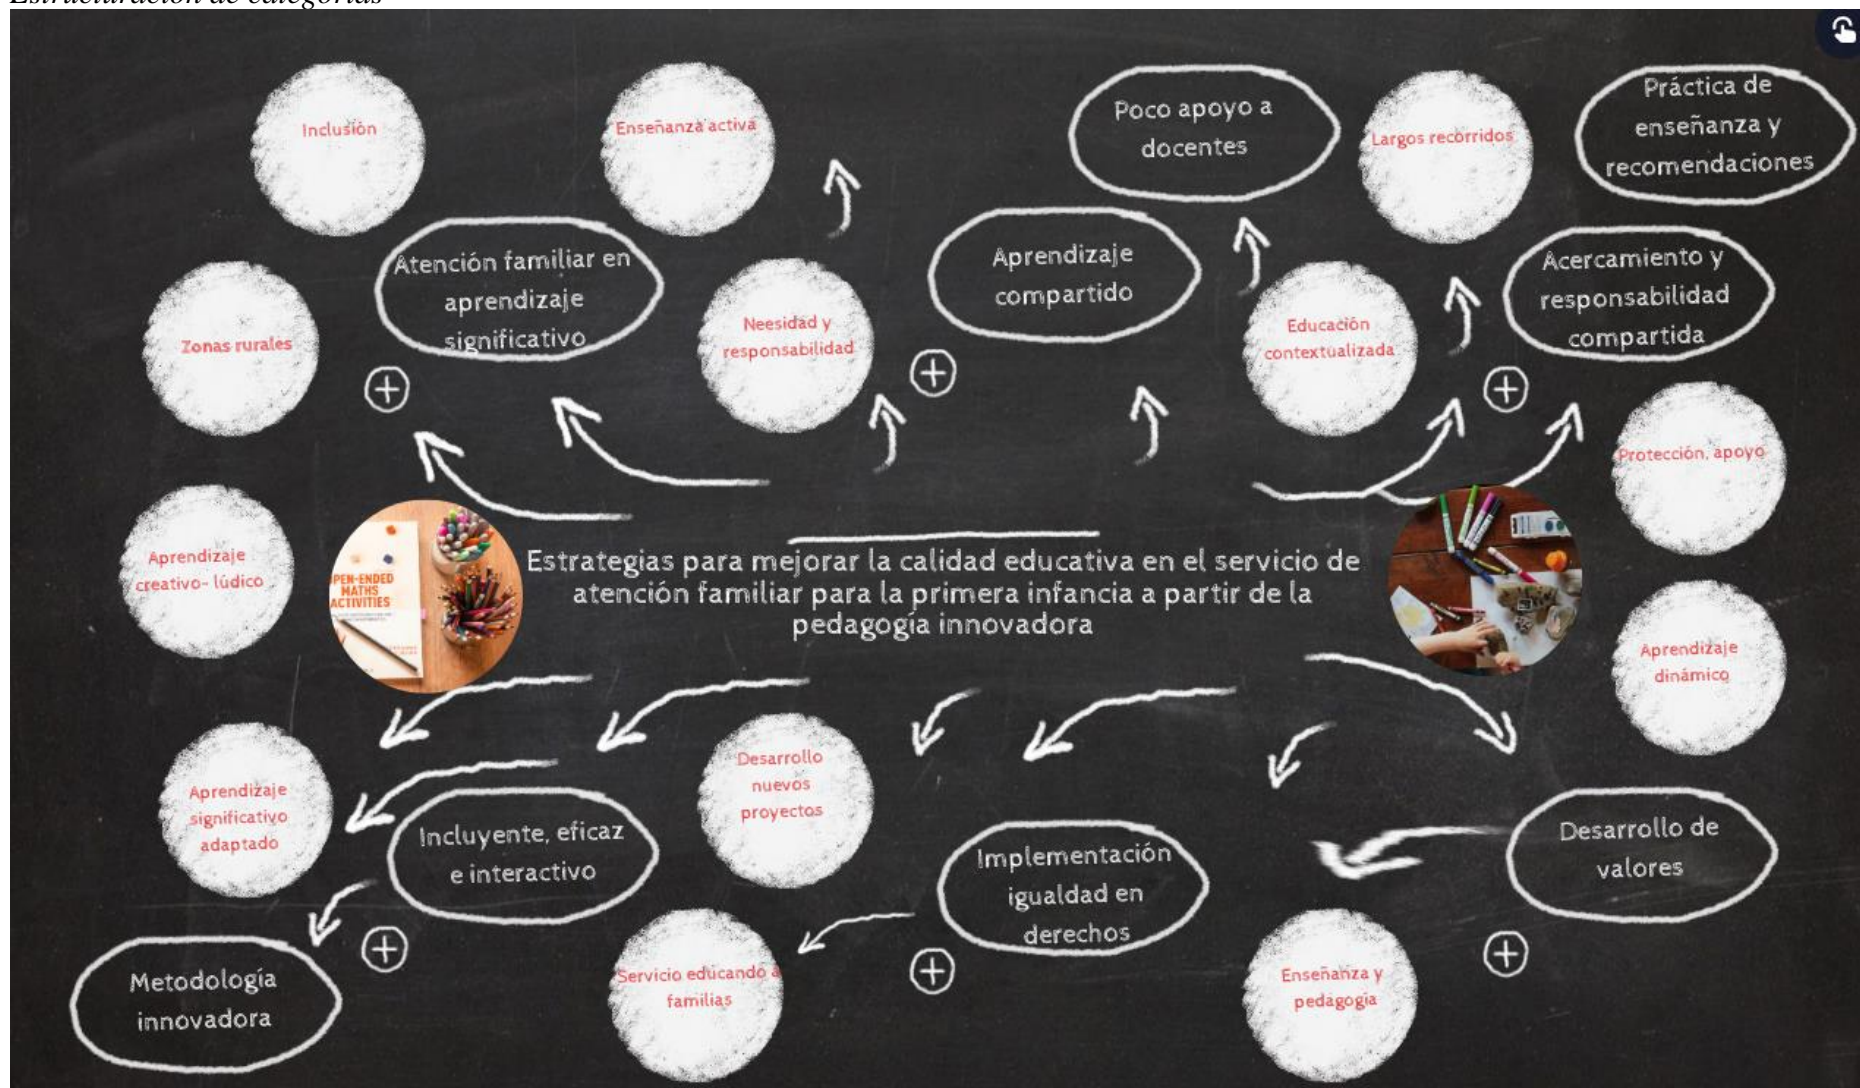 Estructuración de categorías
Inclusión
Enseñanza activa
Poco apoyo a
docentes
Largos recorridos
Práctica de
enseñanza y
recomendaciones
Atención familiar en
aprendizaje
significativo
Aprendizaje
compartido
Acercamiento y
responsabilidad
compartida
Zonas rurales
Neesidad y
responsabilidad
Educación
contextualizada
Protección, apoyo
Aprendizaje
creativo- lúdico
PEN-ENDED
MATHS
ACTIVITIES
Estrategias para mejorar la calidad educativa en el servicio de
atención familiar para la primera infancia a partir de la
pedagogía innovadora
Aprendizaje
dinámico
Aprendizaje
significativo
adaptado
Incluyente, eficaz
e interactivo
Desarrollo
nuevos
proyectos
Implementación
igualdad en
derechos
Desarrollo de
valores
Metodología
innovadora
Servicio educando a
familias
Enseñanza y
pedagogía